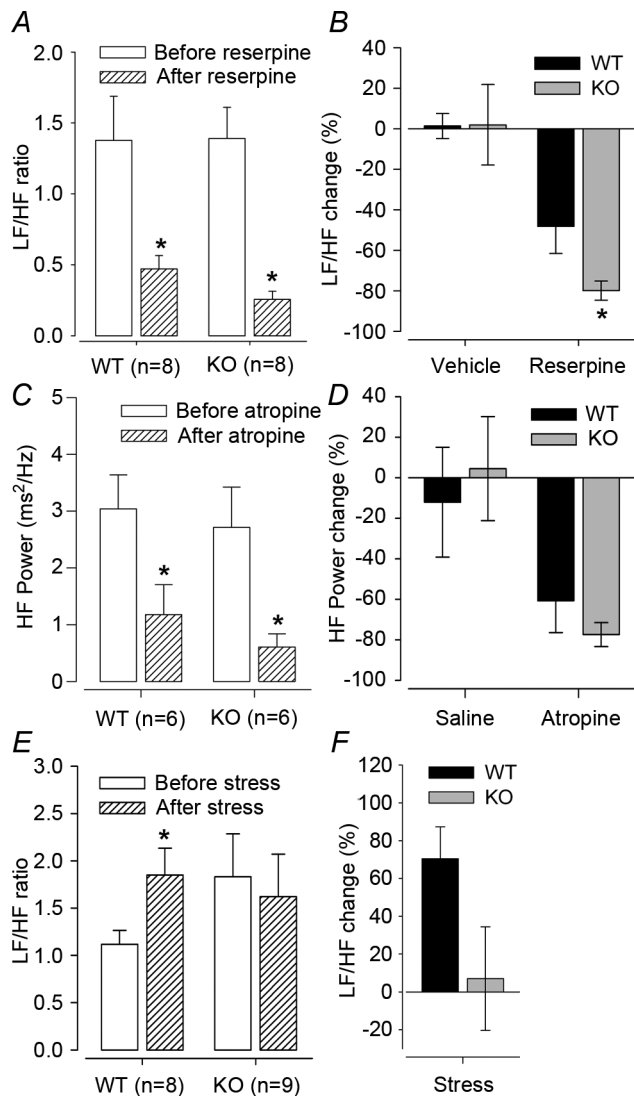 A
Before reserpine
After reserpine
LF/HF ratio
2.0
1.5
1.0
0.5
0.0
*
*
WT (n=8) KO (n=8)
B
WT
KO
LF/HF change (%)
40
20
0
-20
-40
-60
-80
-100
*
Vehicle Reserpine
C
Before atropine
After atropine
HF Power (ms²/Hz)
5
4
3
2
1
0
*
*
WT (n=6) KO (n=6)
D
WT
KO
HF Power change (%)
40
20
0
-20
-40
-60
-80
-100
Saline Atropine
E
Before stress
After stress
LF/HF ratio
3.0
2.5
2.0
1.5
1.0
0.5
0.0
*
WT (n=8) KO (n=9)
F
WT
KO
LF/HF change (%)
120
100
80
60
40
20
0
-20
Stress